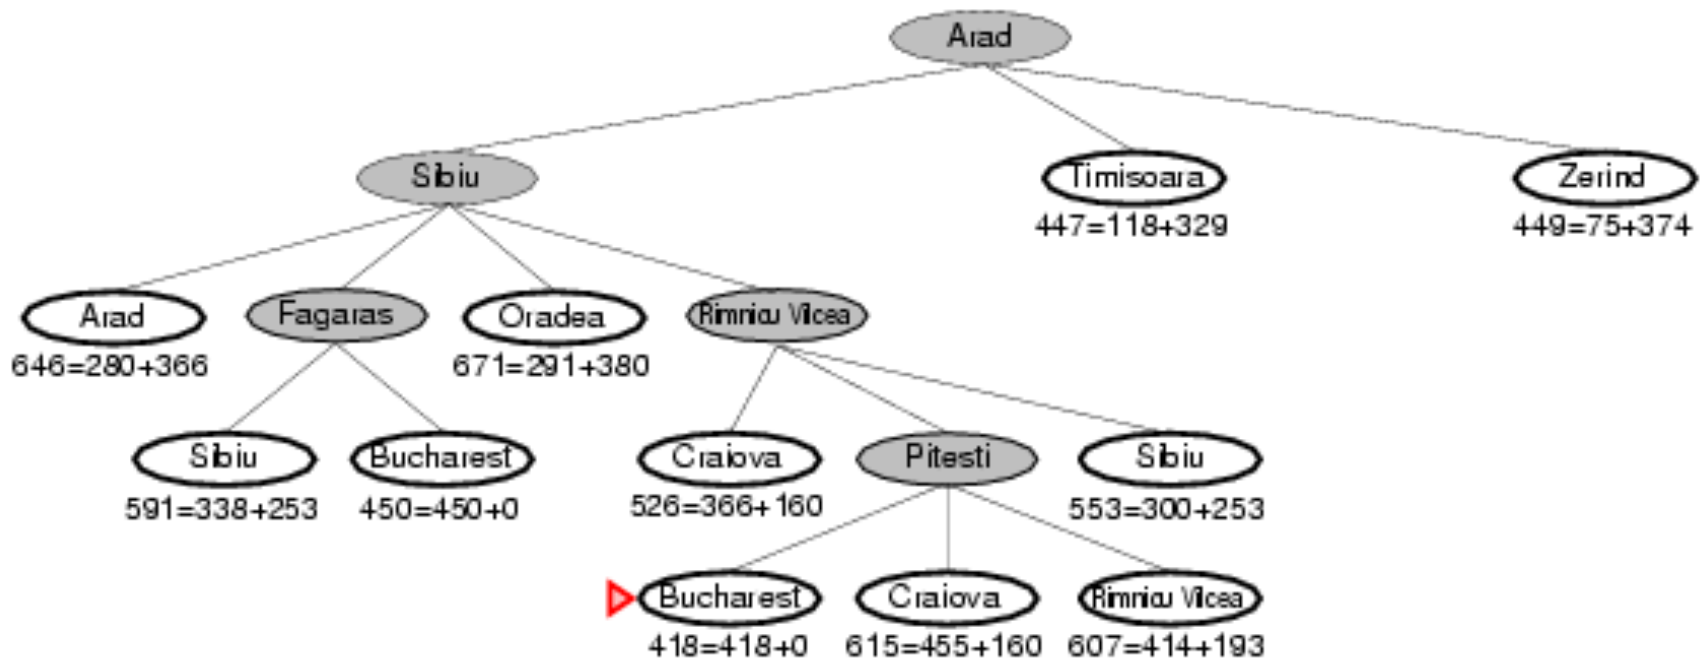 Arad
Sibiu
Timisoara
Zerind
447=118+329
449=75+374
Arad
Fagaras
Oradea
Rimnicu Vilcea
646=280+366
671=291+380
Sibiu
Bucharest
Craiova
Pitesti
Sibiu
591=338+253
450=450+0
526=366+160
553=300+253
Bucharest
Craiova
Rimnicu Vilcea
418=418+0
615=455+160
607=414+193